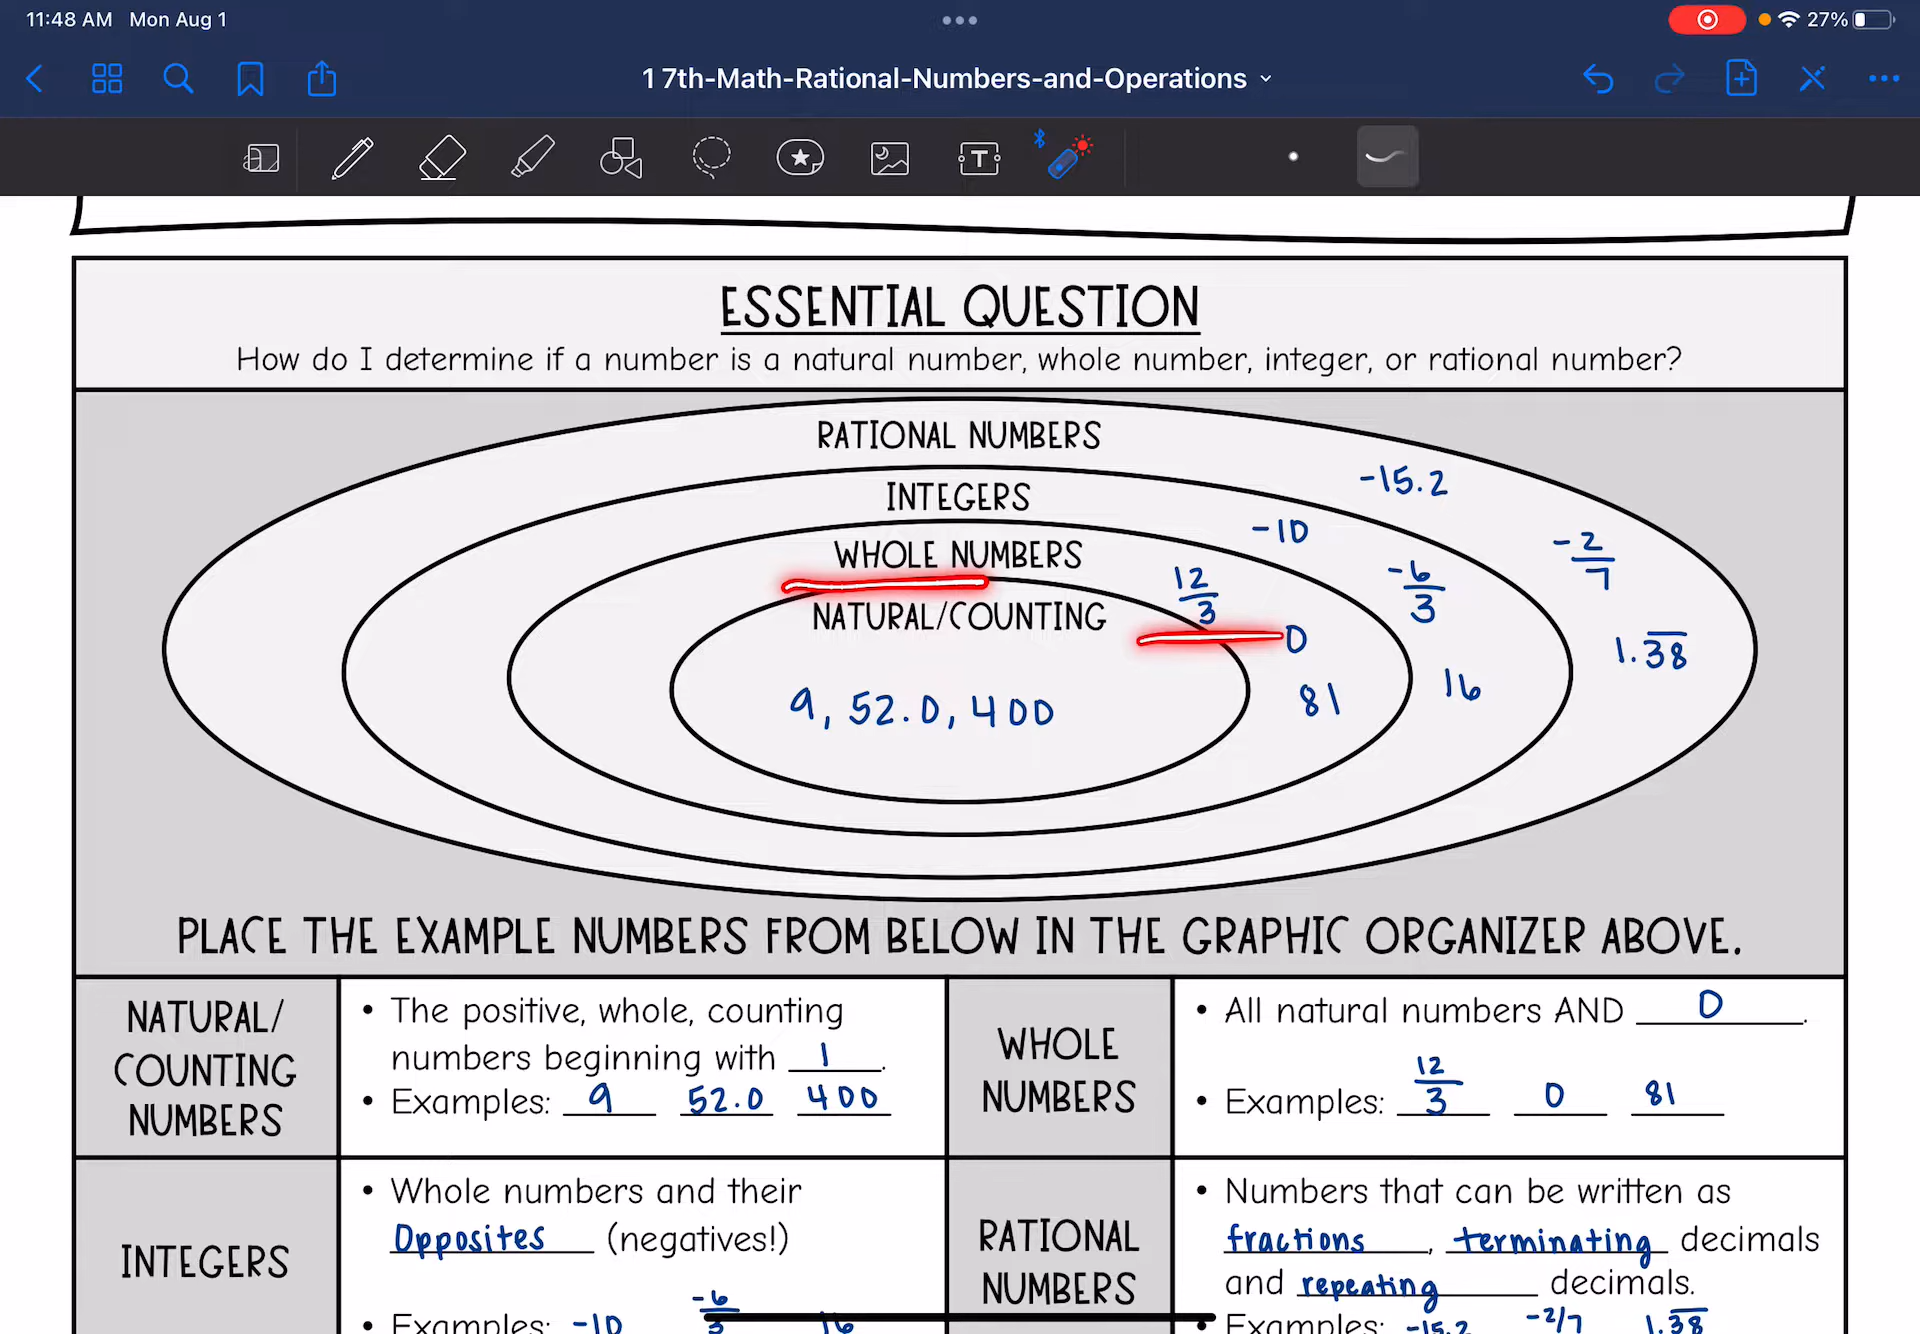 11:48 AM Mon Aug 1
27%
1 7th-Math-Rational-Numbers-and-Operations
T
ESSENTIAL QUESTION
How do I determine if a number is a natural number, whole number, integer, or rational number?
RATIONAL NUMBERS
-15.2
INTEGERS
-10
-2/7
WHOLE NUMBERS
12/3
-6/3
NATURAL/COUNTING
0
1.3̅8̅
9, 52.0, 400
81
16
PLACE THE EXAMPLE NUMBERS FROM BELOW IN THE GRAPHIC ORGANIZER ABOVE.
NATURAL/
COUNTING
NUMBERS
• The positive, whole, counting
numbers beginning with 1.
• Examples: 9 52.0 400
WHOLE
NUMBERS
• All natural numbers AND 0.
• Examples: 12/3 0 81
INTEGERS
• Whole numbers and their
Opposites (negatives!)
• Examples: -10 -6/3 16
RATIONAL
NUMBERS
• Numbers that can be written as
fractions, terminating decimals
and repeating decimals.
• Examples: -15.2 -2/7 1.3̅8̅